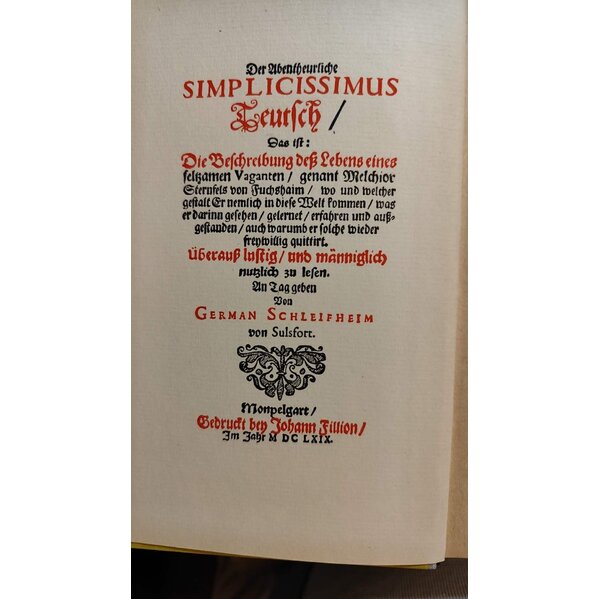 Der Abentheurliche
SIMPLICISSIMUS
Teutsch/
Das ist:
Die Beschreibung deß Lebens eines
seltzamen Vaganten/ genant Melchior
Sternfels von Fuchshaim/ wo und welcher
gestalt Er nemlich in diese Welt kommen/ was
er darinn gesehen/ gelernet/ erfahren und auß-
gestanden/ auch warumb er solche wieder
freywillig quittirt.
Überauß lustig/ und männiglich
nutzlich zu lesen.
An Tag geben
Von
GERMAN SCHLEIFHEIM
von Sulsfort.
Monpelgart/
Gedruckt bey Johann Fillion/
Im Jahr M DC LXIX.